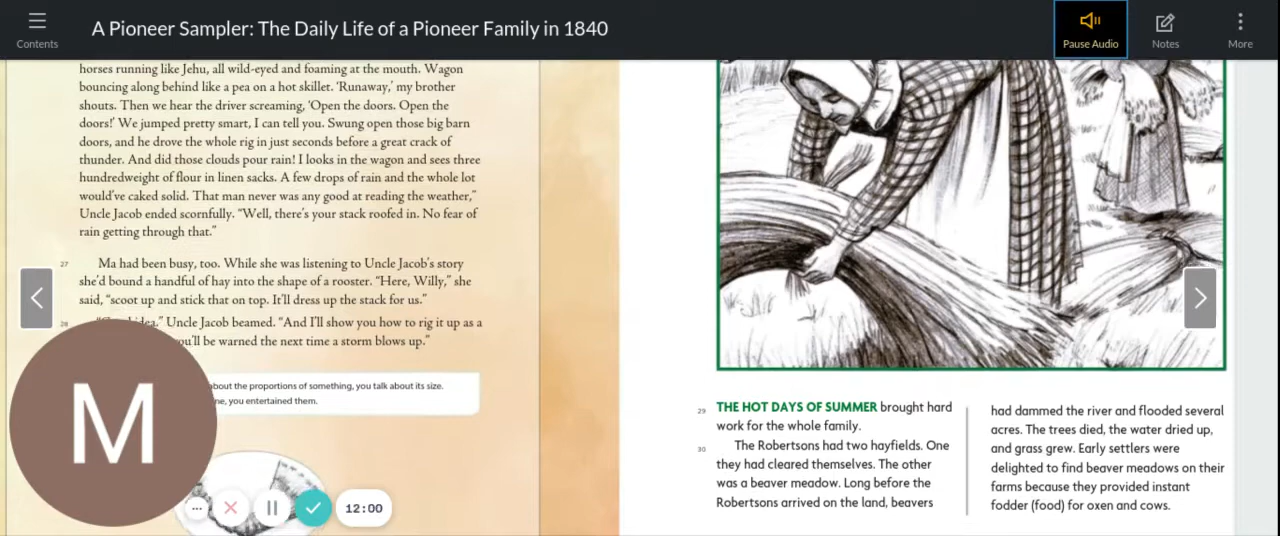 Contents
A Pioneer Sampler: The Daily Life of a Pioneer Family in 1840
Pause Audio
Notes
More
horses running like Jehu, all wild-eyed and foaming at the mouth. Wagon
bouncing along behind like a pea on a hot skillet. 'Runaway,' my brother
shouts. Then we hear the driver screaming, 'Open the doors. Open the
doors!' We jumped pretty smart, I can tell you. Swung open those big barn
doors, and he drove the whole rig in just seconds before a great crack of
thunder. And did those clouds pour rain! I looks in the wagon and sees three
hundredweight of flour in linen sacks. A few drops of rain and the whole lot
would've caked solid. That man never was any good at reading the weather,"
Uncle Jacob ended scornfully. "Well, there's your stack roofed in. No fear of
rain getting through that."
27 Ma had been busy, too. While she was listening to Uncle Jacob's story
she'd bound a handful of hay into the shape of a rooster. "Here, Willy," she
said, "scoot up and stick that on top. It'll dress up the stack for us."
28 idea." Uncle Jacob beamed. "And I'll show you how to rig it up as a
you'll be warned the next time a storm blows up."
about the proportions of something, you talk about its size.
you entertained them.
M
12:00
29 THE HOT DAYS OF SUMMER brought hard
work for the whole family.
30 The Robertsons had two hayfields. One
they had cleared themselves. The other
was a beaver meadow. Long before the
Robertsons arrived on the land, beavers
had dammed the river and flooded several
acres. The trees died, the water dried up,
and grass grew. Early settlers were
delighted to find beaver meadows on their
farms because they provided instant
fodder (food) for oxen and cows.